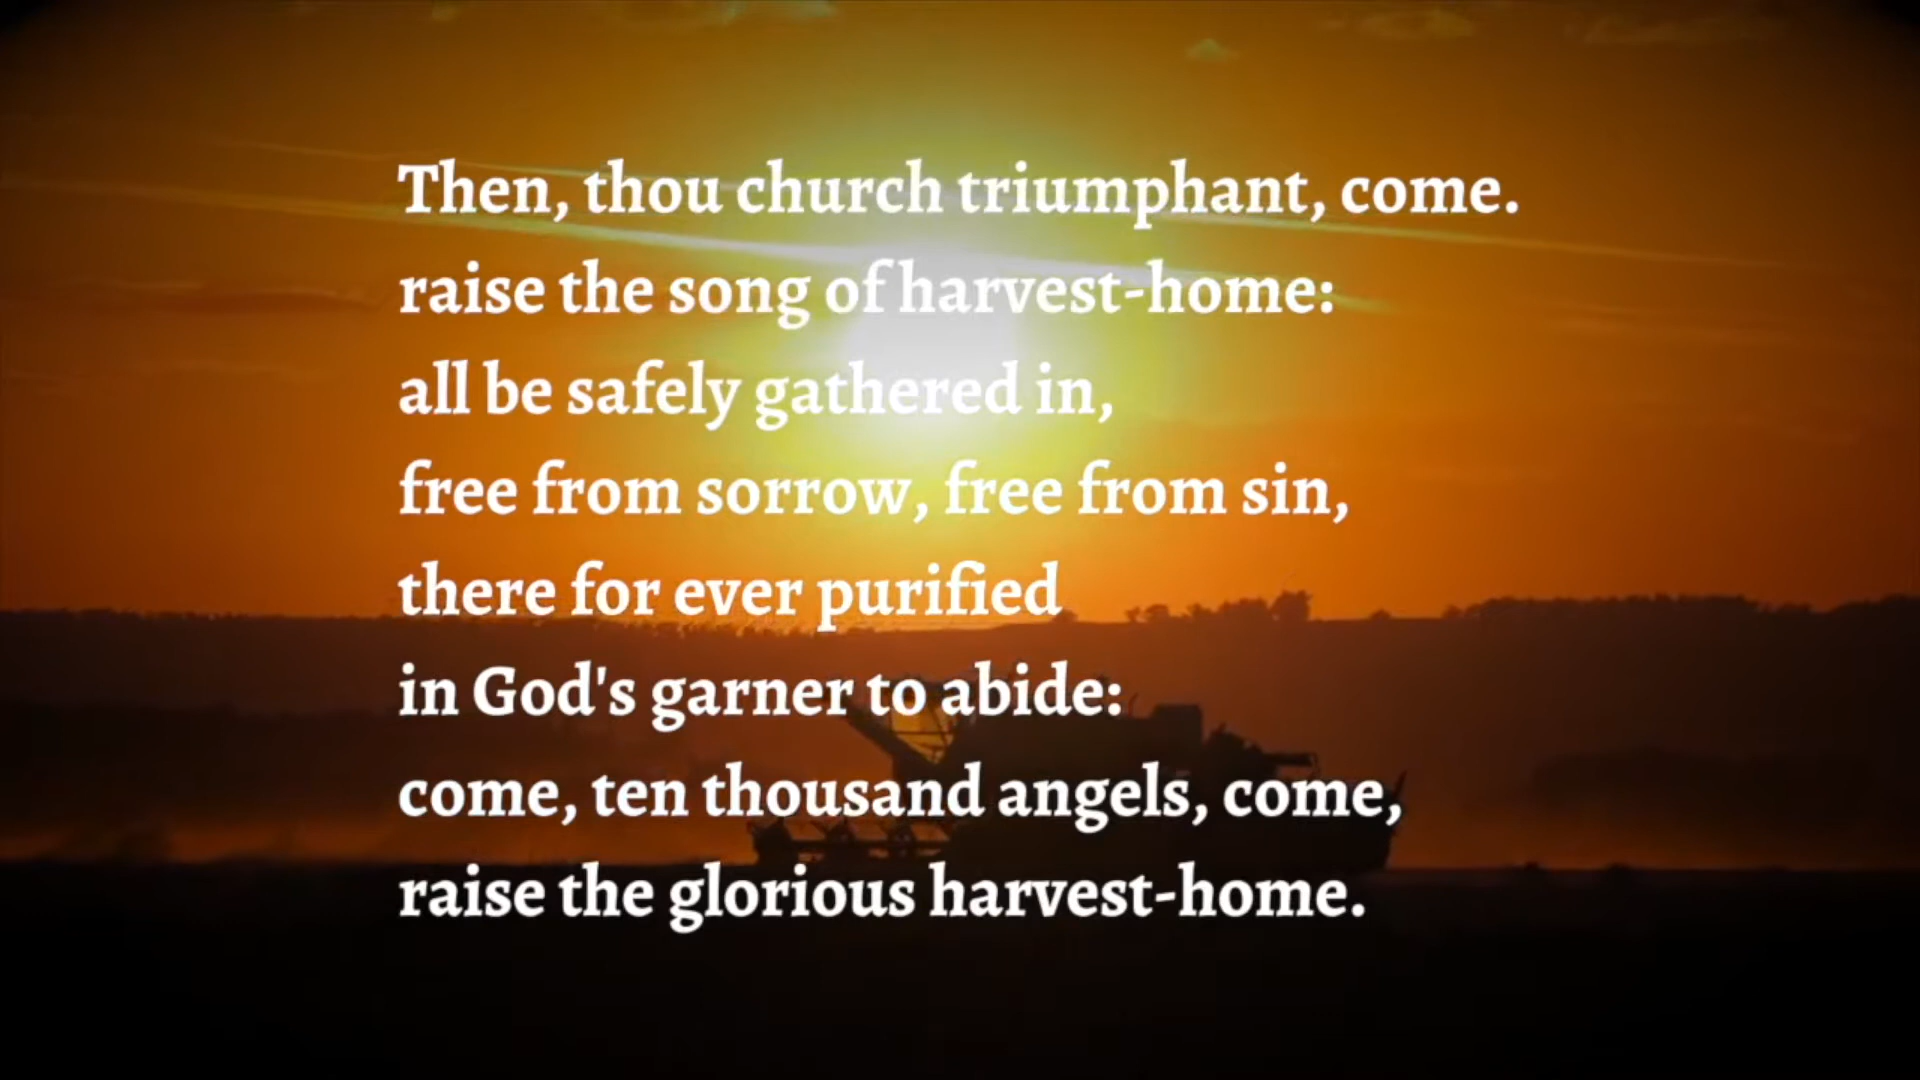 Then, thou church triumphant, come.
raise the song of harvest-home:
all be safely gathered in,
free from sorrow, free from sin,
there for ever purified
in God's garner to abide:
come, ten thousand angels, come,
raise the glorious harvest-home.